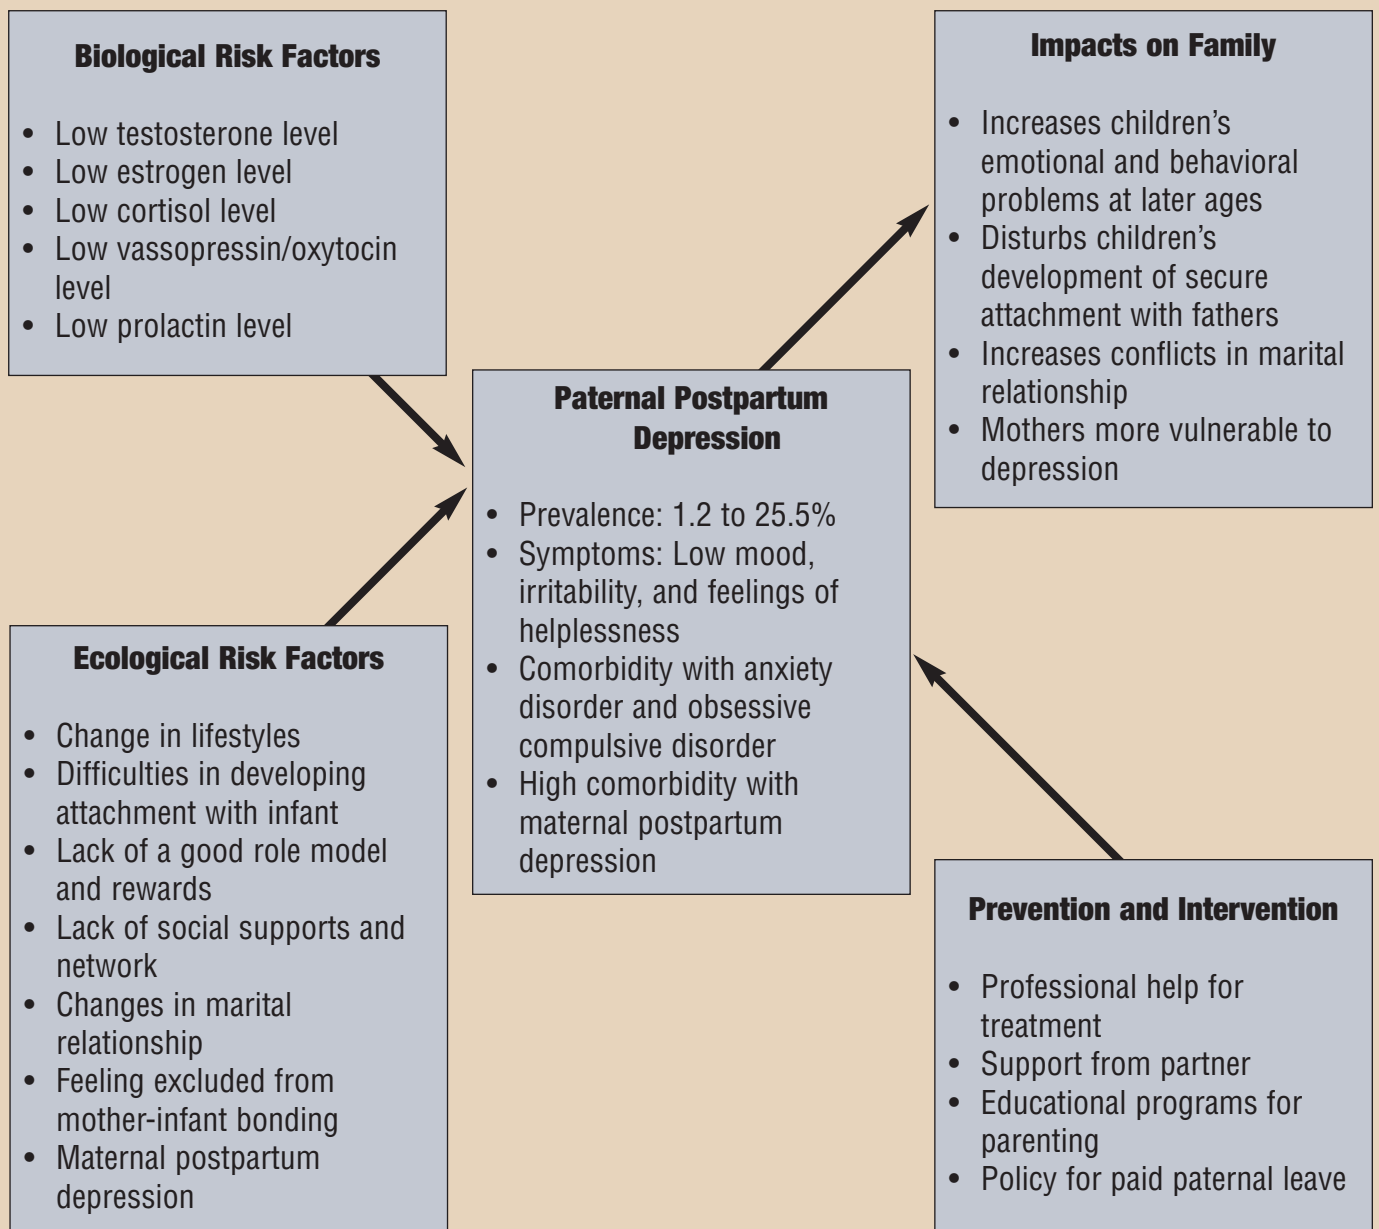 Biological Risk Factors
• Low testosterone level
• Low estrogen level
• Low cortisol level
• Low vassopressin/oxytocin
level
• Low prolactin level
Ecological Risk Factors
• Change in lifestyles
• Difficulties in developing
attachment with infant
• Lack of a good role model
and rewards
• Lack of social supports and
network
• Changes in marital
relationship
• Feeling excluded from
mother-infant bonding
• Maternal postpartum
depression
Paternal Postpartum
Depression
• Prevalence: 1.2 to 25.5%
• Symptoms: Low mood,
irritability, and feelings of
helplessness
• Comorbidity with anxiety
disorder and obsessive
compulsive disorder
• High comorbidity with
maternal postpartum
depression
Impacts on Family
• Increases children’s
emotional and behavioral
problems at later ages
• Disturbs children’s
development of secure
attachment with fathers
• Increases conflicts in marital
relationship
• Mothers more vulnerable to
depression
Prevention and Intervention
• Professional help for
treatment
• Support from partner
• Educational programs for
parenting
• Policy for paid paternal leave